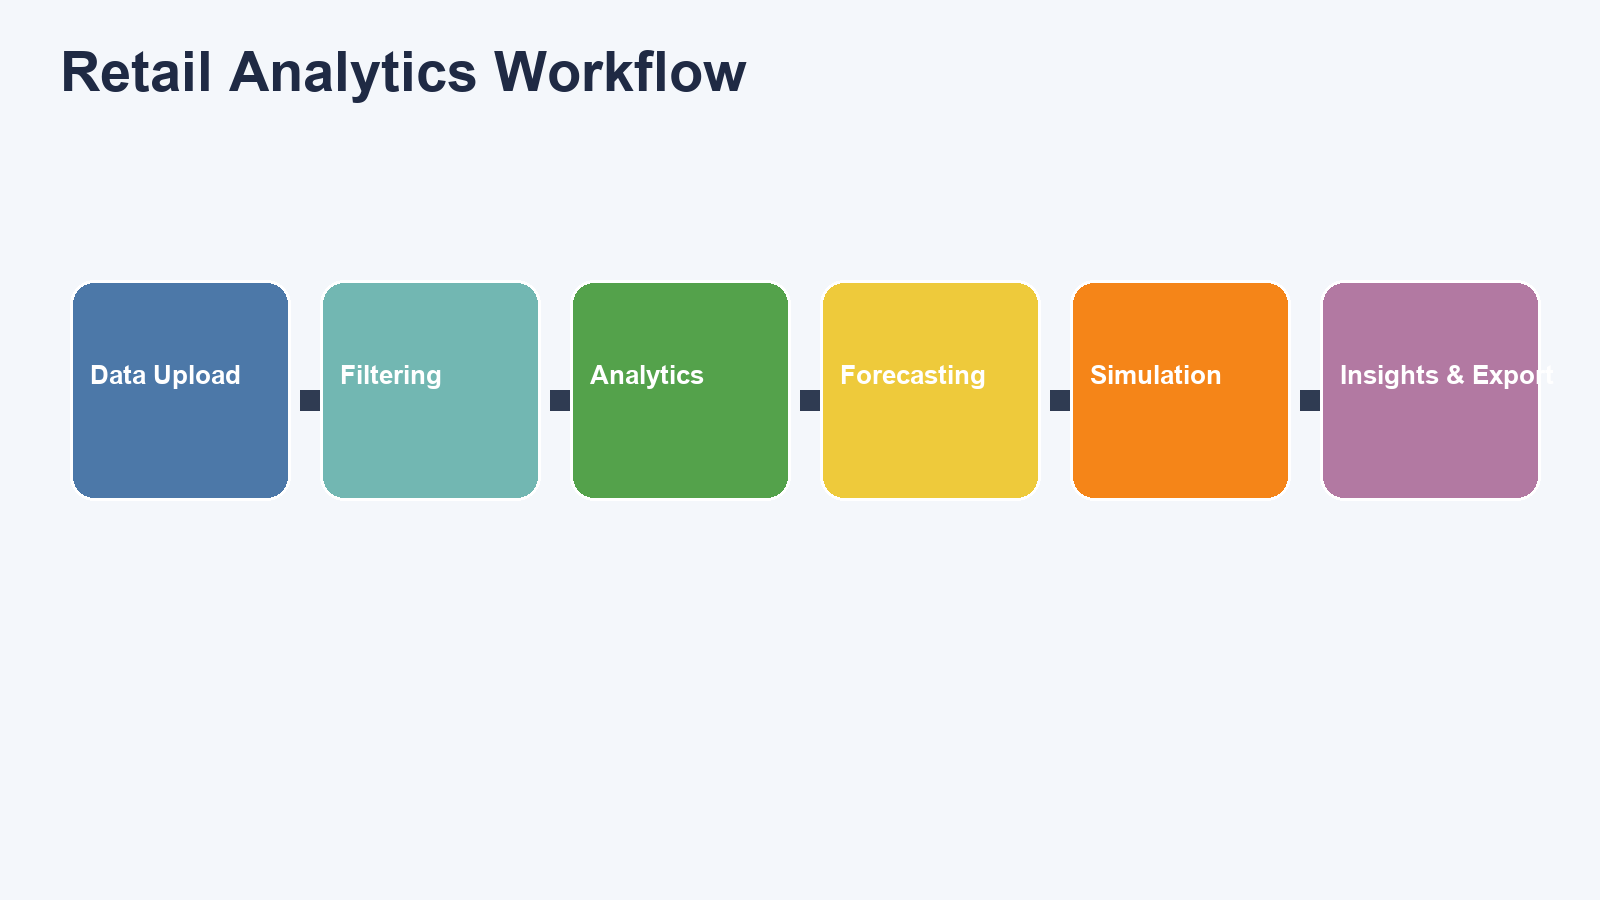 Retail Analytics Workflow
Data Upload
Filtering
Analytics
Forecasting
Simulation
Insights & Export